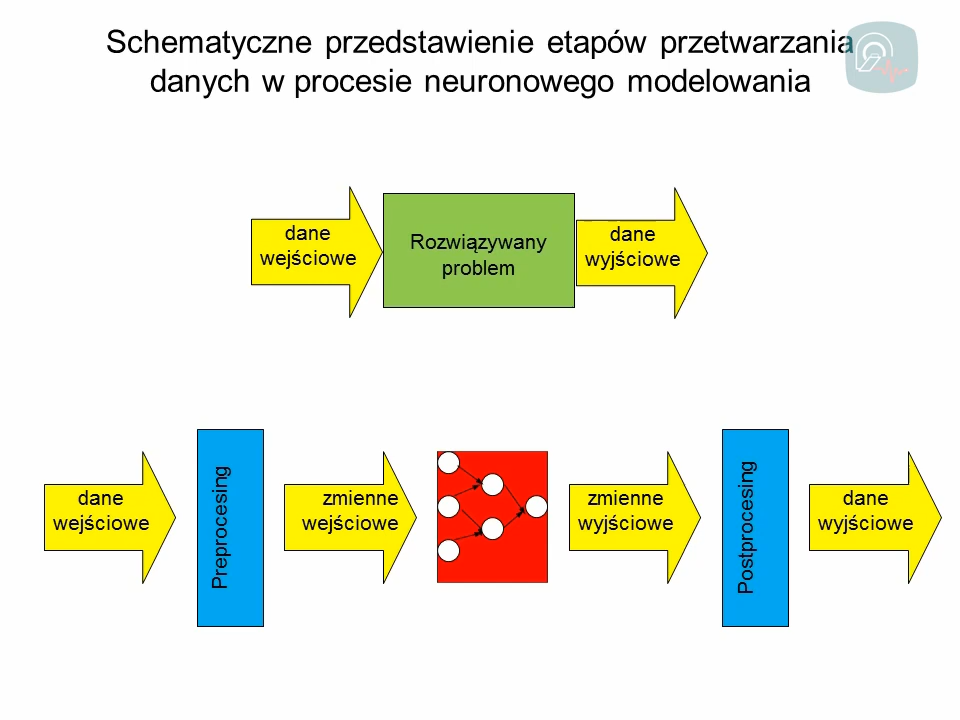 Schematyczne przedstawienie etapów przetwarzania
danych w procesie neuronowego modelowania
dane
wejściowe
Rozwiązywany
problem
dane
wyjściowe
dane
wejściowe
Preprocesing
zmienne
wejściowe
zmienne
wyjściowe
Postprocesing
dane
wyjściowe